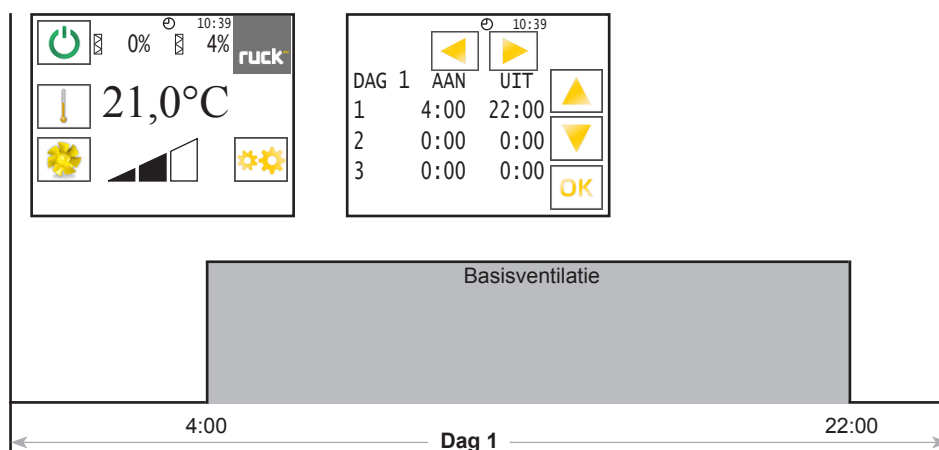 10:39
0% 4%
ruck
21,0°C
10:39
DAG 1 AAN UIT
1 4:00 22:00
2 0:00 0:00
3 0:00 0:00
OK
Basisventilatie
4:00 22:00
Dag 1